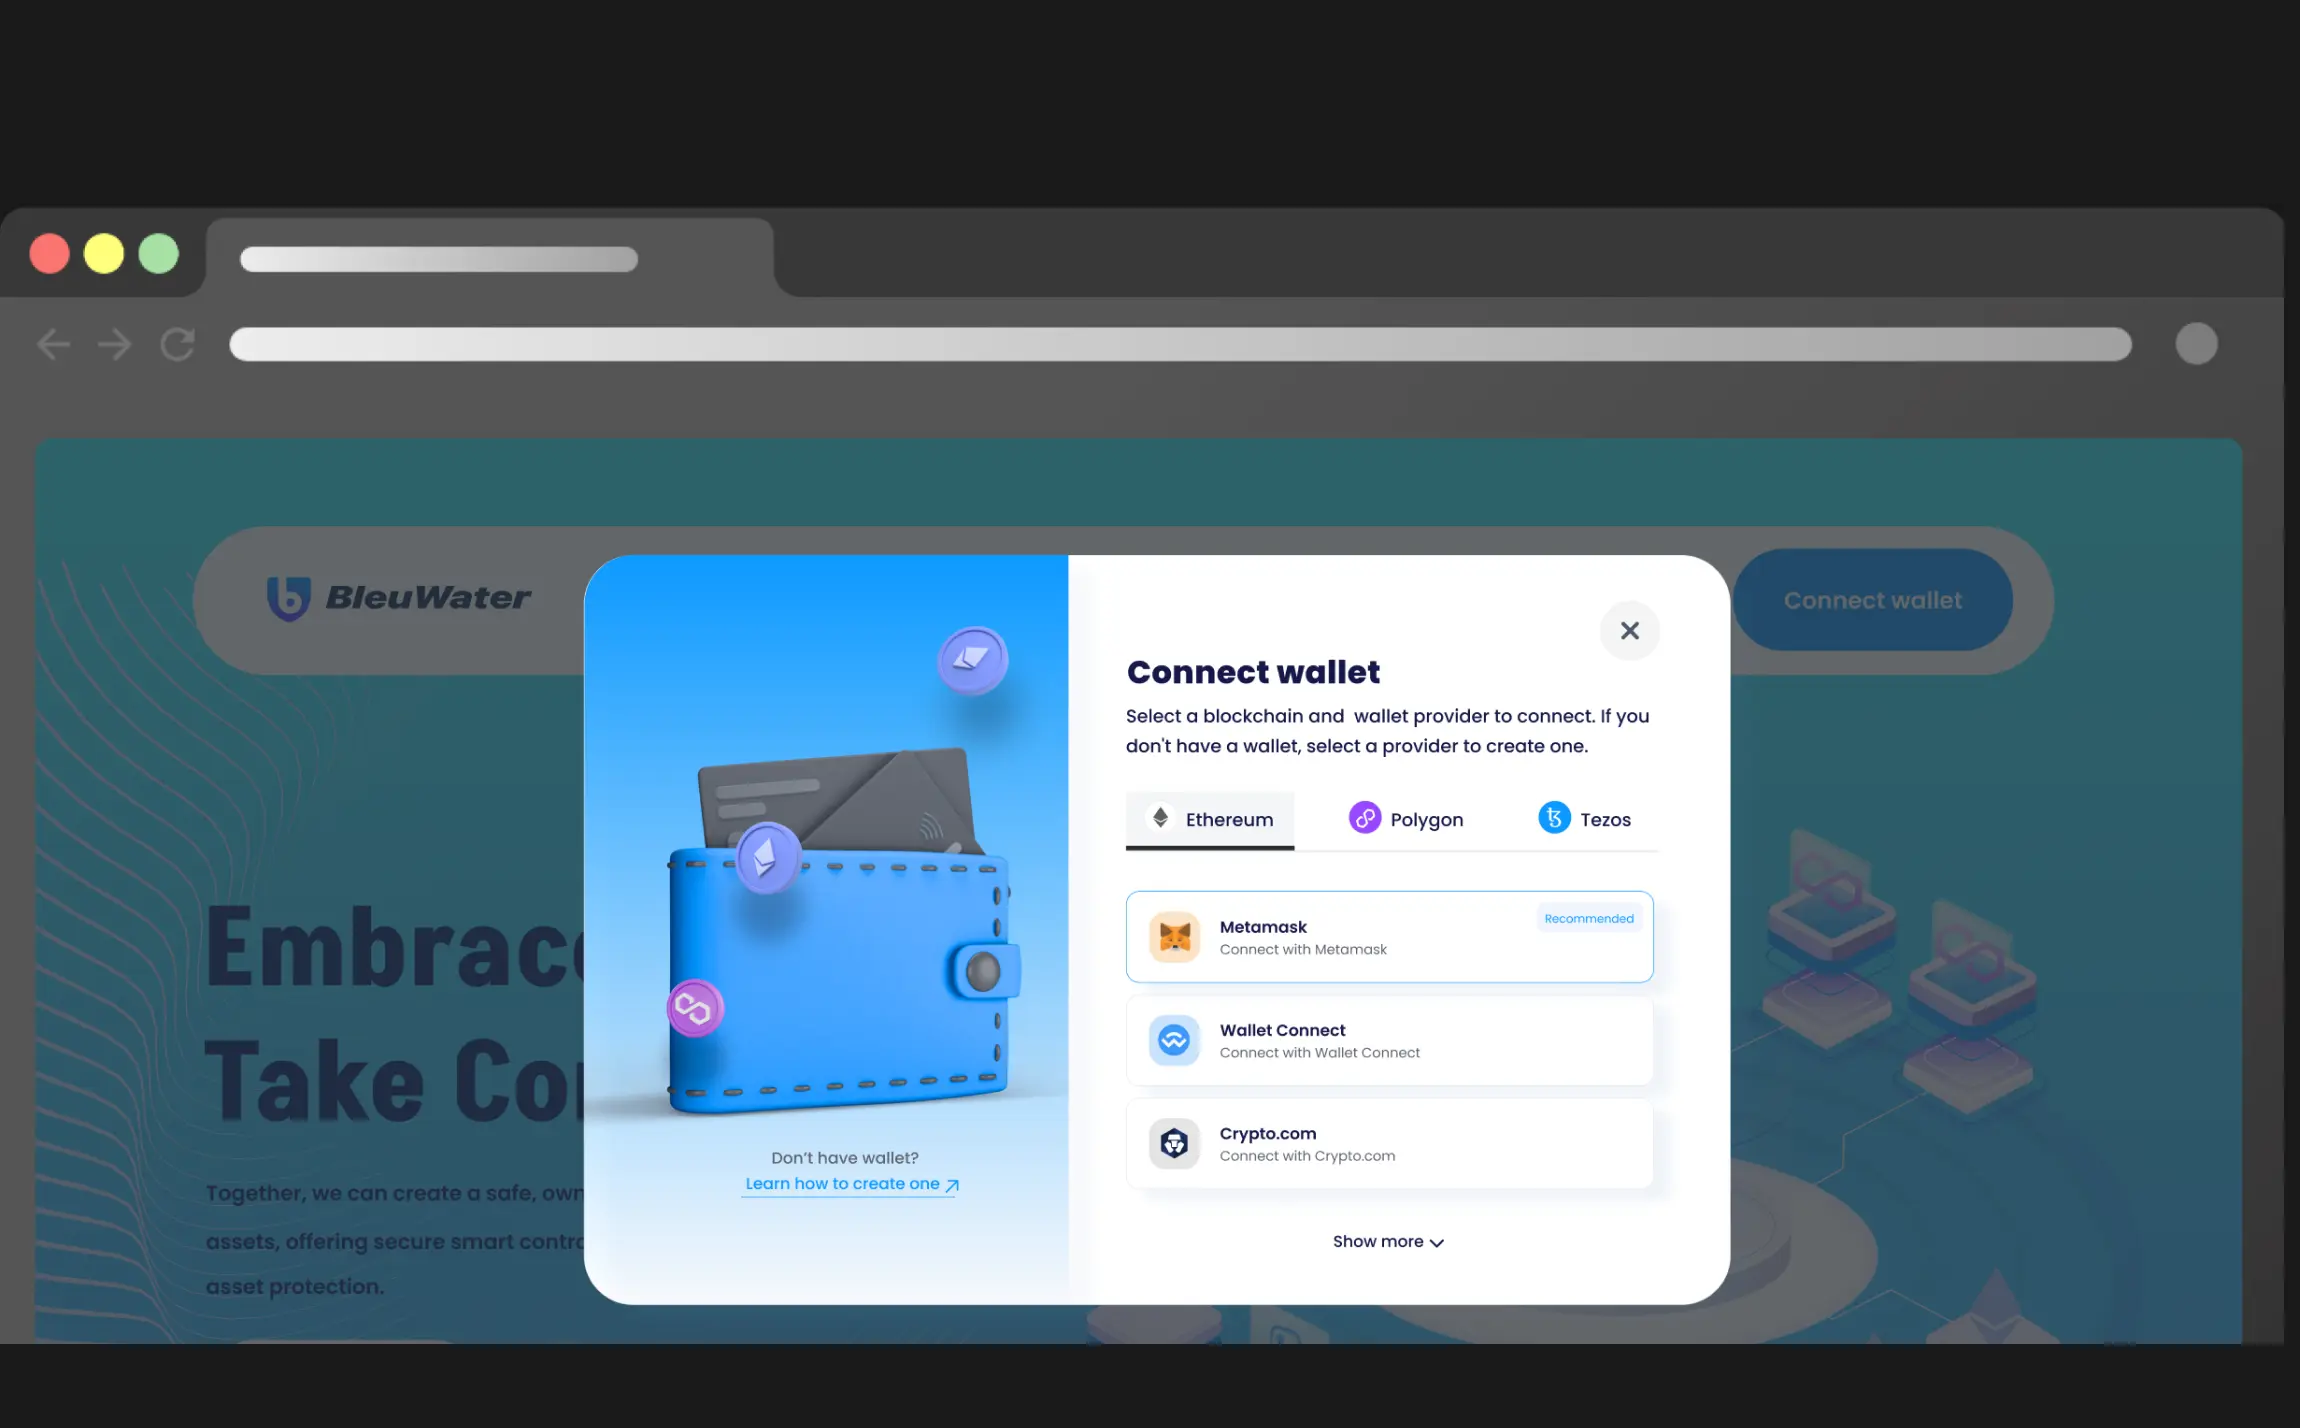 BleuWater
Connect wallet
Embrac
Take Co
Together, we can create a safe, own
assets, offering secure smart contr
asset protection.
Don't have wallet?
Learn how to create one
Connect wallet
Select a blockchain and wallet provider to connect. If you
don't have a wallet, select a provider to create one.
Ethereum
Polygon
Tezos
Metamask
Recommended
Connect with Metamask
Wallet Connect
Connect with Wallet Connect
Crypto.com
Connect with Crypto.com
Show more